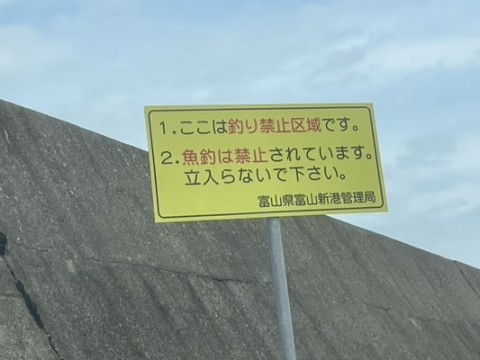 1.ここは釣り禁止区域です。
2.魚釣は禁止されています。
立入らないで下さい。
富山県富山新港管理局